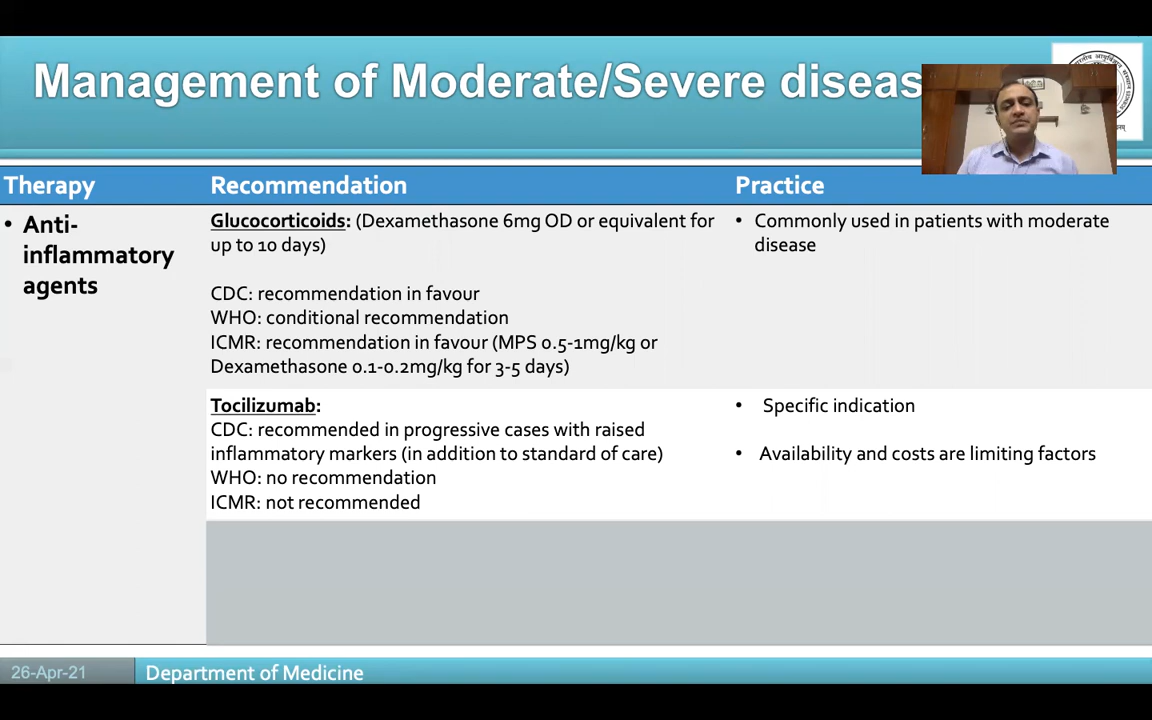 Management of Moderate/Severe diseas
Therapy
Recommendation
Practice
• Anti-
inflammatory
agents
Glucocorticoids: (Dexamethasone 6mg OD or equivalent for
up to 10 days)
CDC: recommendation in favour
WHO: conditional recommendation
ICMR: recommendation in favour (MPS 0.5-1mg/kg or
Dexamethasone 0.1-0.2mg/kg for 3-5 days)
• Commonly used in patients with moderate
disease
Tocilizumab:
CDC: recommended in progressive cases with raised
inflammatory markers (in addition to standard of care)
WHO: no recommendation
ICMR: not recommended
• Specific indication
• Availability and costs are limiting factors
26-Apr-21
Department of Medicine